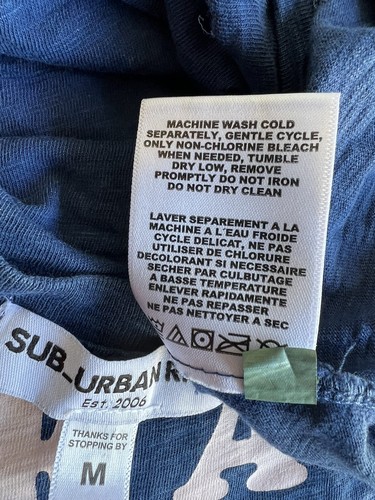 MACHINE WASH COLD
SEPARATELY, GENTLE CYCLE,
ONLY NON-CHLORINE BLEACH
WHEN NEEDED, TUMBLE
DRY LOW, REMOVE
PROMPTLY DO NOT IRON
DO NOT DRY CLEAN
LAVER SEPAREMENT A LA
MACHINE A L'EAU FROIDE
CYCLE DELICAT, NE PAS
UTILISER DE CHLORURE
DECOLORANT SI NECESSAIRE
SECHER PAR CULBUTAGE
A BASSE TEMPERATURE
ENLEVER RAPIDEMENTE
NE PAS REPASSER
NE PAS NETTOYER A SEC
SUB_URBAN
Est. 2006
THANKS FOR
STOPPING BY
M
A